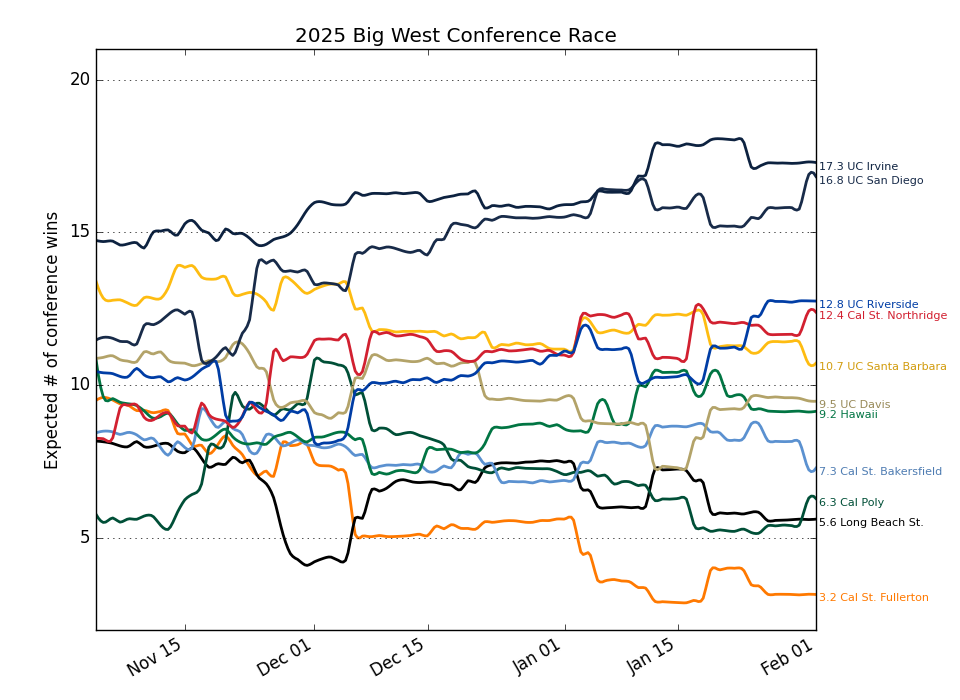 2025 Big West Conference Race
Expected # of conference wins
20
15
10
5
17.3 UC Irvine
16.8 UC San Diego
12.8 UC Riverside
12.4 Cal St. Northridge
10.7 UC Santa Barbara
9.5 UC Davis
9.2 Hawaii
7.3 Cal St. Bakersfield
6.3 Cal Poly
5.6 Long Beach St.
3.2 Cal St. Fullerton
Nov 15
Dec 01
Dec 15
Jan 01
Jan 15
Feb 01